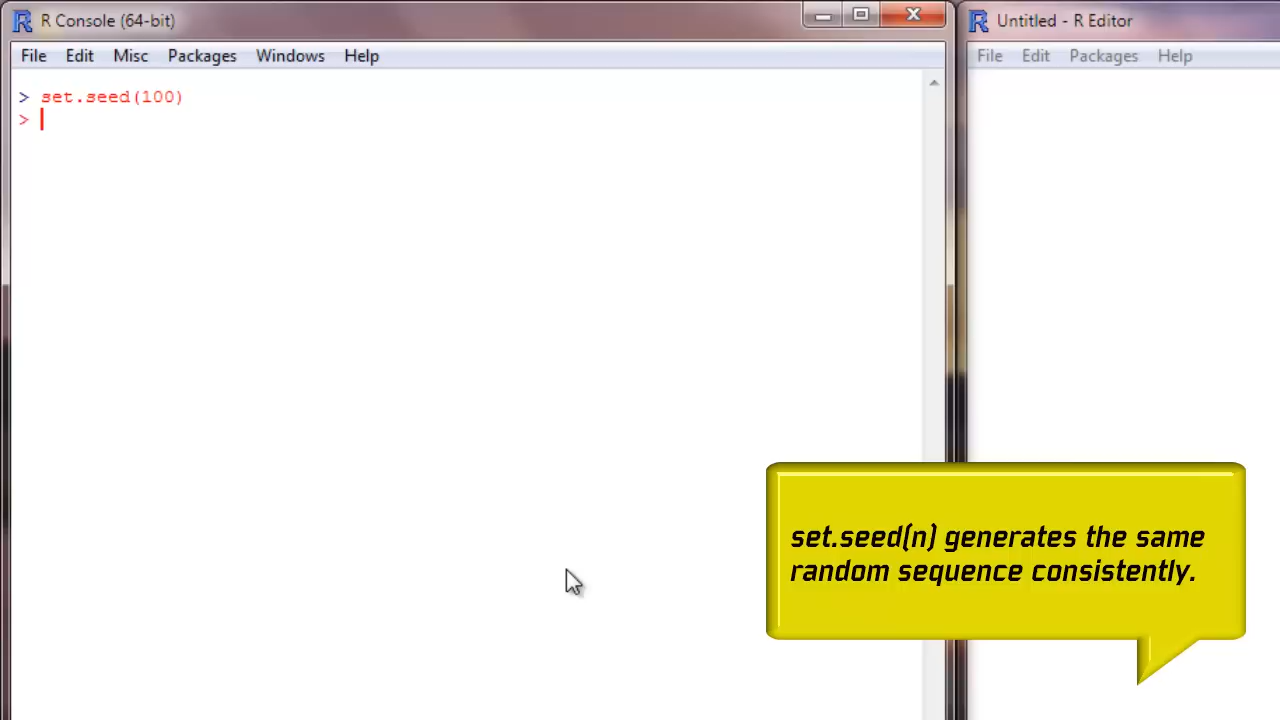 R Console (64-bit)
File Edit Misc Packages Windows Help
> set.seed(100)
>
Untitled - R Editor
File Edit Packages Help
set.seed(n) generates the same
random sequence consistently.